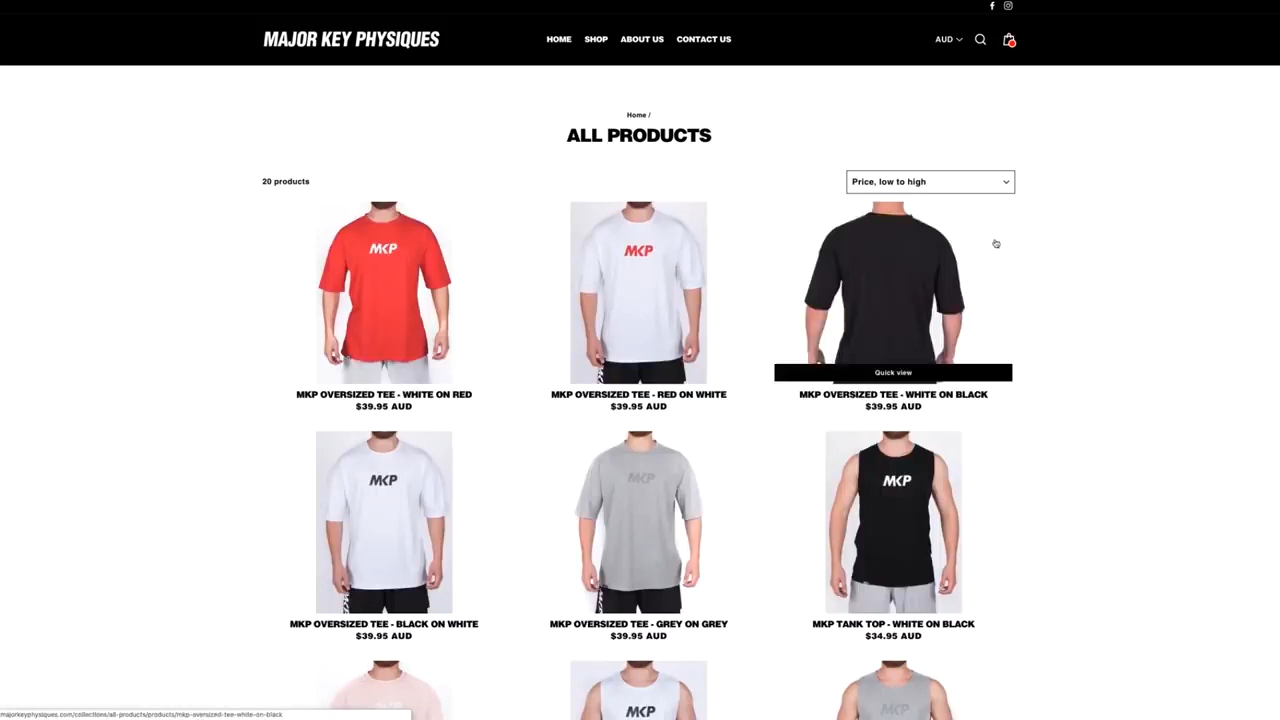 MAJOR KEY PHYSIQUES
HOME SHOP ABOUT US CONTACT US
AUD
Home /
ALL PRODUCTS
20 products
Price, low to high
MKP
MKP
Quick view
MKP OVERSIZED TEE - WHITE ON RED
$39.95 AUD
MKP OVERSIZED TEE - RED ON WHITE
$39.95 AUD
MKP OVERSIZED TEE - WHITE ON BLACK
$39.95 AUD
MKP
MKP
MKP
MKP OVERSIZED TEE - BLACK ON WHITE
$39.95 AUD
MKP OVERSIZED TEE - GREY ON GREY
$39.95 AUD
MKP TANK TOP - WHITE ON BLACK
$34.95 AUD
MKP
MKP
MKP
majorkeyphysiques.com/collections/all-products/products/mkp-oversized-tee-white-on-black